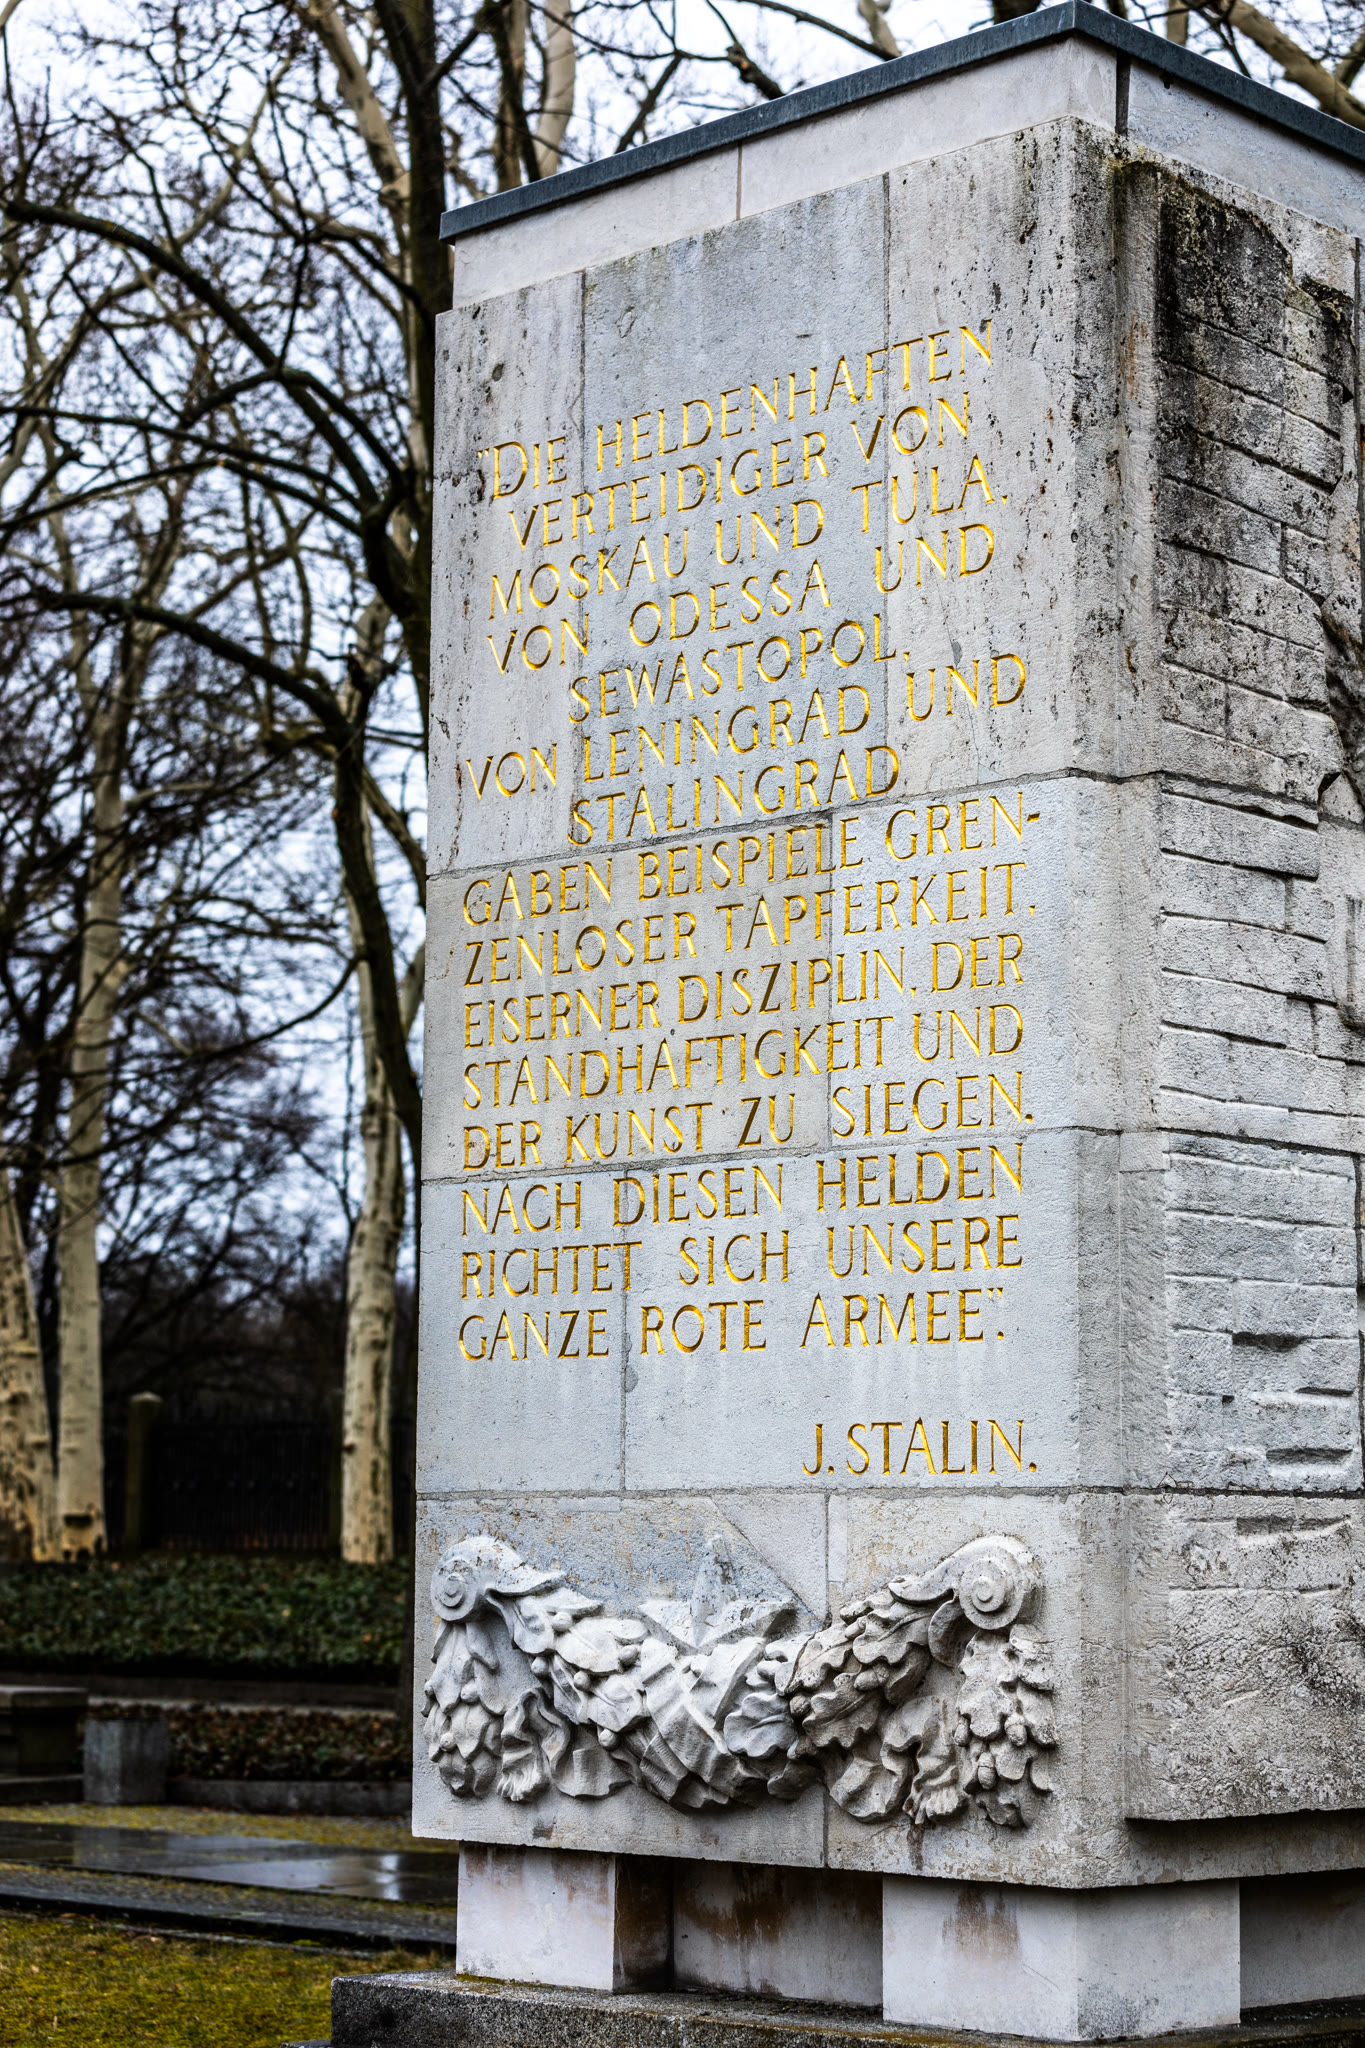 "DIE HELDENHAFTEN
VERTEIDIGER VON
MOSKAU UND TULA,
VON ODESSA UND
SEWASTOPOL,
VON LENINGRAD UND
STALINGRAD
GABEN BEISPIELE GREN-
ZENLOSER TAPFERKEIT,
EISERNER DISZIPLIN, DER
STANDHAFTIGKEIT UND
DER KUNST ZU SIEGEN.
NACH DIESEN HELDEN
RICHTET SICH UNSERE
GANZE ROTE ARMEE".
J. STALIN.